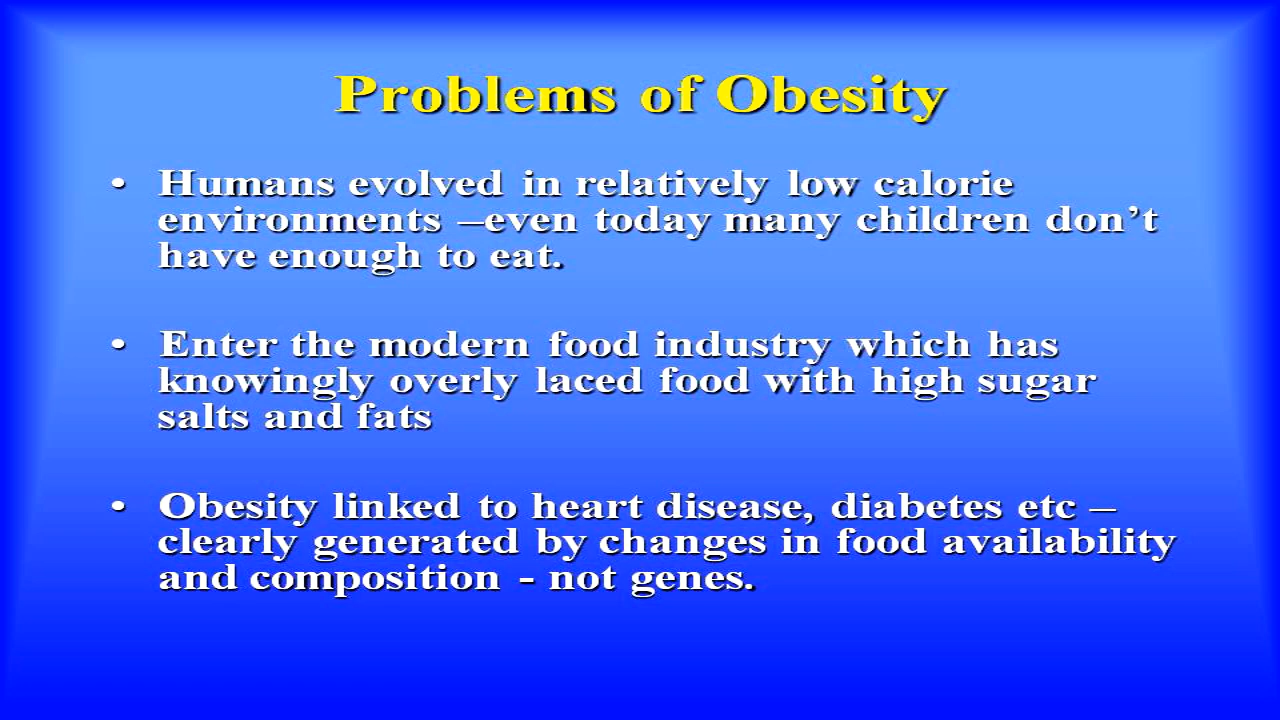 Problems of Obesity
• Humans evolved in relatively low calorie
environments –even today many children don’t
have enough to eat.
• Enter the modern food industry which has
knowingly overly laced food with high sugar
salts and fats
• Obesity linked to heart disease, diabetes etc –
clearly generated by changes in food availability
and composition - not genes.